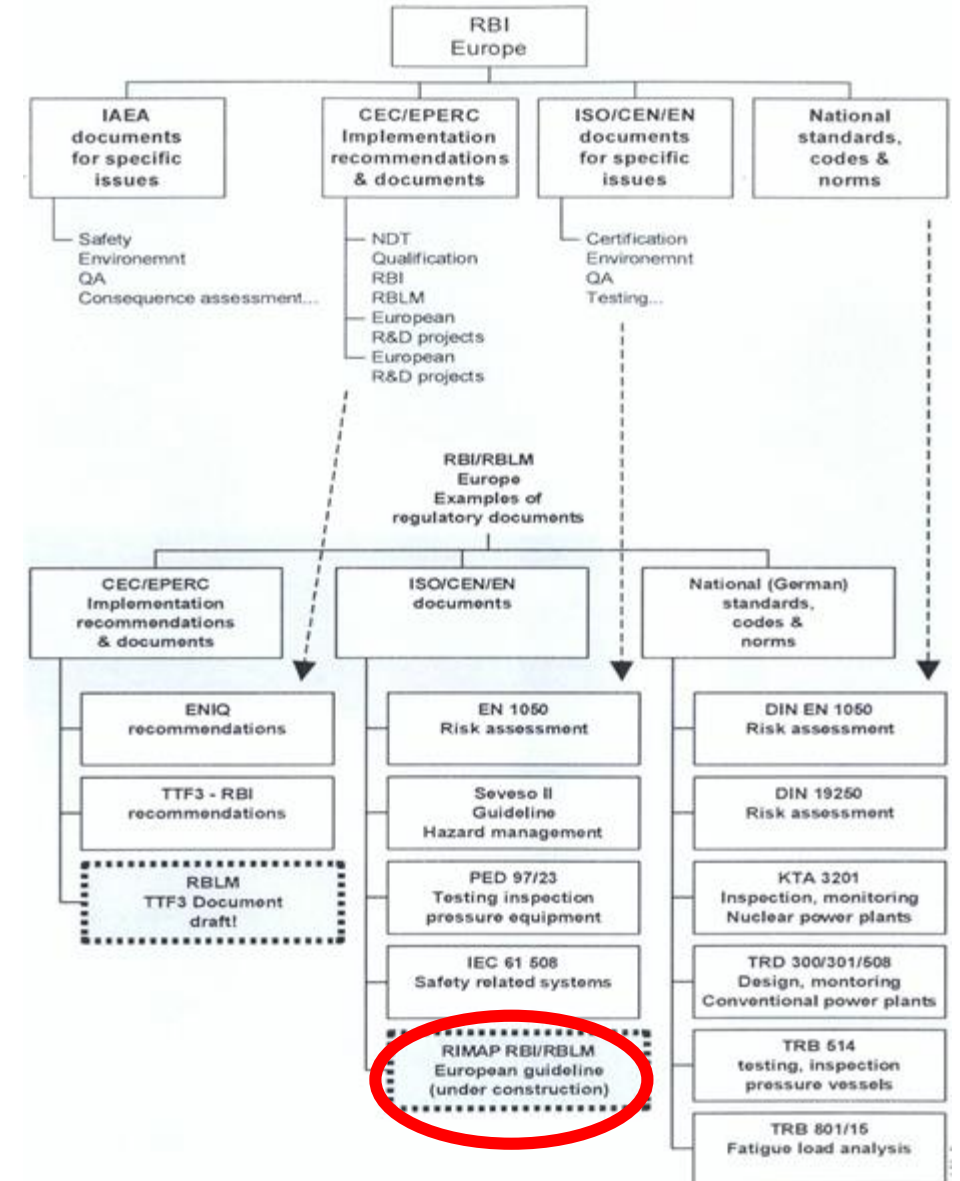 RBI
Europe
IAEA
documents
for specific
issues
CEC/EPERC
Implementation
recommendations
& documents
ISO/CEN/EN
documents
for specific
issues
National
standards,
codes &
norms
Safety
Environemnt
QA
Consequence assessment...
NDT
Qualification
RBI
RBLM
European
R&D projects
European
R&D projects
Certification
Environemnt
QA
Testing...
RBI/RBLM
Europe
Examples of
regulatory documents
CEC/EPERC
Implementation
recommendations
& documents
ISO/CEN/EN
documents
National (German)
standards,
codes &
norms
ENIQ
recommendations
TTF3 - RBI
recommendations
RBLM
TTF3 Document
draft!
EN 1050
Risk assessment
Seveso II
Guideline
Hazard management
PED 97/23
Testing inspection
pressure equipment
IEC 61 508
Safety related systems
RIMAP RBI/RBLM
European guideline
(under construction)
DIN EN 1050
Risk assessment
DIN 19250
Risk assessment
KTA 3201
Inspection, monitoring
Nuclear power plants
TRD 300/301/508
Design, montoring
Conventional power plants
TRB 514
testing, inspection
pressure vessels
TRB 801/15
Fatigue load analysis